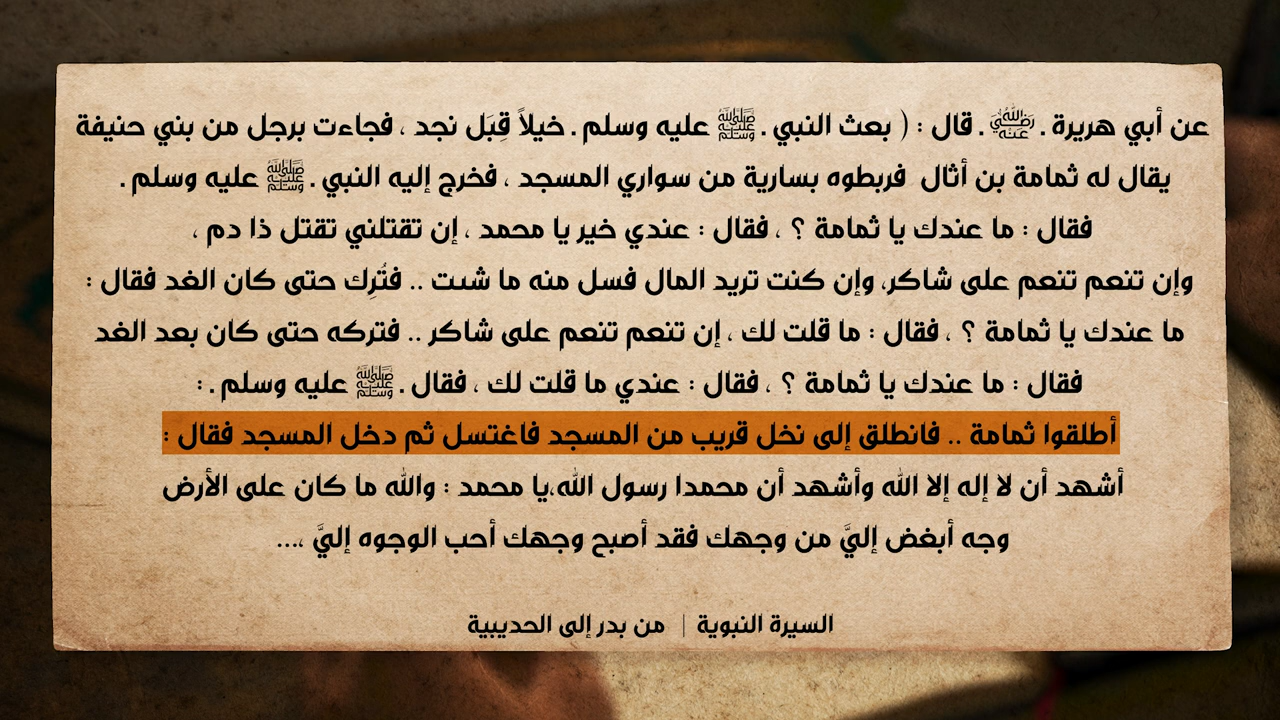 عن أبي هريرة . رضي الله عنه . قال : ( بعث النبي . ﷺ عليه وسلم . خيلاً قِبَل نجد ، فجاءت برجل من بني حنيفة
يقال له ثمامة بن أثال فربطوه بسارية من سواري المسجد ، فخرج إليه النبي . ﷺ عليه وسلم .
فقال : ما عندك يا ثمامة ؟ ، فقال : عندي خير يا محمد ، إن تقتلني تقتل ذا دم ،
وإن تنعم تنعم على شاكر، وإن كنت تريد المال فسل منه ما شىت .. فتُرِك حتى كان الغد فقال :
ما عندك يا ثمامة ؟ ، فقال : ما قلت لك ، إن تنعم تنعم على شاكر .. فتركه حتى كان بعد الغد
فقال : ما عندك يا ثمامة ؟ ، فقال : عندي ما قلت لك ، فقال . ﷺ عليه وسلم . :
أطلقوا ثمامة .. فانطلق إلى نخل قريب من المسجد فاغتسل ثم دخل المسجد فقال :
أشهد أن لا إله إلا الله وأشهد أن محمدا رسول الله،يا محمد : والله ما كان على الأرض
وجه أبغض إليَّ من وجهك فقد أصبح وجهك أحب الوجوه إليَّ ،...
السيرة النبوية | من بدر إلى الحديبية